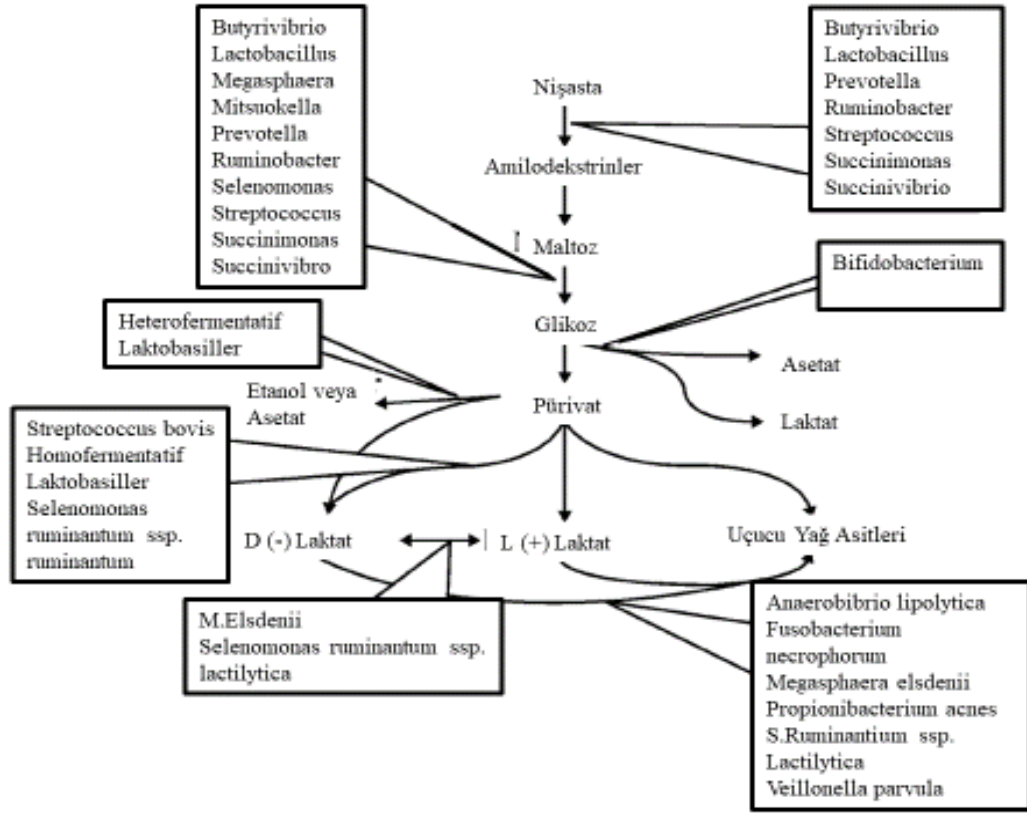 Butyrivibrio
Lactobacillus
Megasphaera
Mitsuokella
Prevotella
Ruminobacter
Selenomonas
Streptococcus
Succinimonas
Succinivibro
Butyrivibrio
Lactobacillus
Prevotella
Ruminobacter
Streptococcus
Succinimonas
Succinivibrio
Nişasta
Amilodekstrinler
Maltoz
Bifidobacterium
Glikoz
Heterofermentatif
Laktobasiller
Asetat
Etanol veya
Asetat
Pürivat
Laktat
Streptococcus bovis
Homofermentatif
Laktobasiller
Selenomonas
ruminantum ssp.
ruminantum
D (-) Laktat
L (+) Laktat
Uçucu Yağ Asitleri
M.Elsdenii
Selenomonas ruminantum ssp.
lactilytica
Anaerobibrio lipolytica
Fusobacterium
necrophorum
Megasphaera elsdenii
Propionibacterium acnes
S.Ruminantium ssp.
Lactilytica
Veillonella parvula